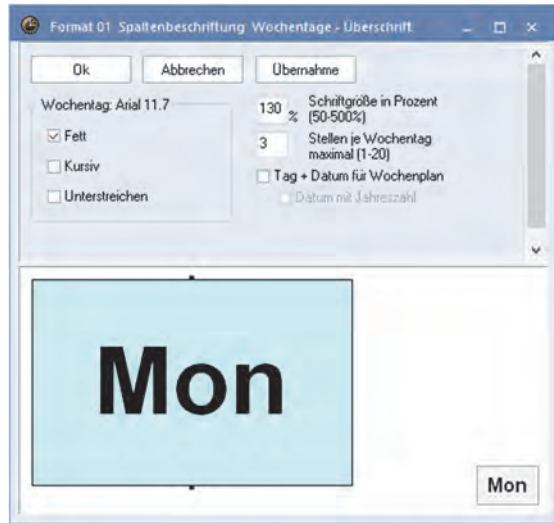 Format 01 Spaltenbeschriftung Wochentage - Überschrift
Ok Abbrechen Übernahme
Wochentag: Arial 11.7
Fett
Kursiv
Unterstreichen
130 % Schriftgröße in Prozent
(50-500%)
3 Stellen je Wochentag
maximal (1-20)
Tag + Datum für Wochenplan
Datum mit Jahreszahl
Mon
Mon